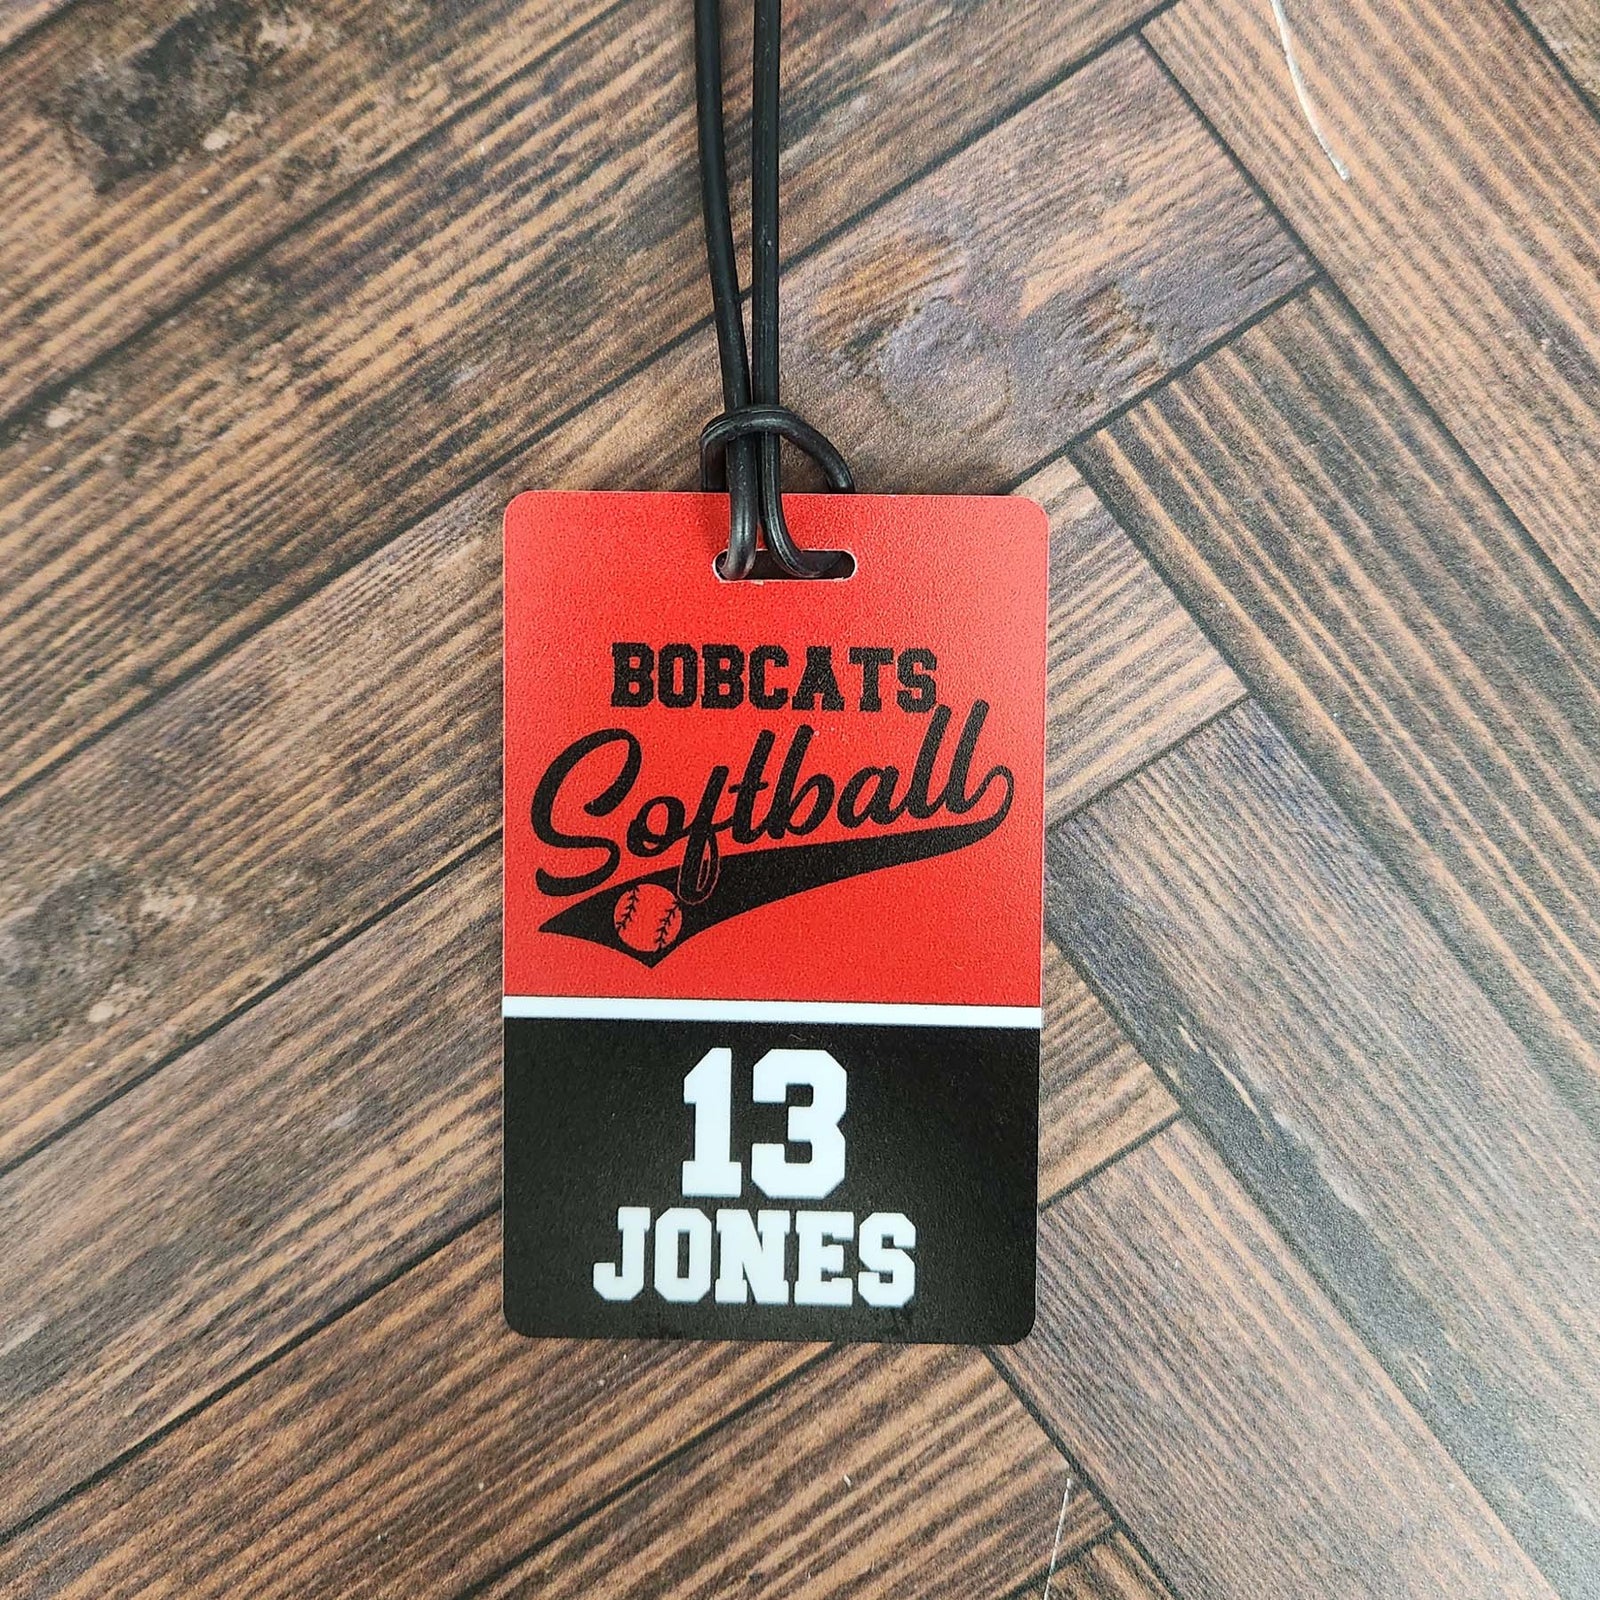 BOBCATS
Softball
13
JONES